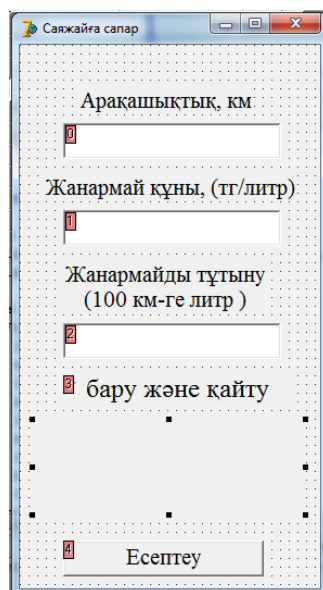 Саяжайға сапар
Арақашықтық, км
0
Жанармай құны, (тг/литр)
1
Жанармайды тұтыну
(100 км-ге литр )
2
3 бару және қайту
4 Есептеу